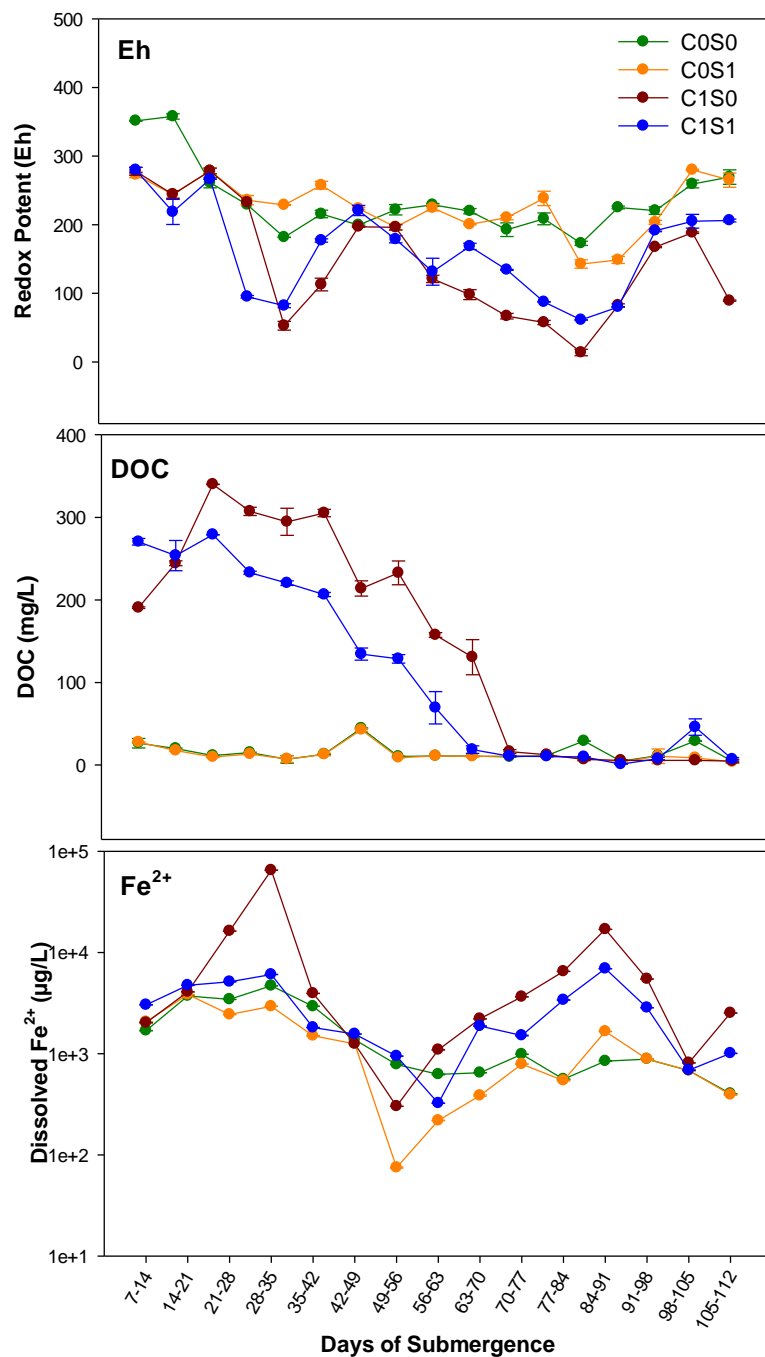 500
Eh
C0S0
C0S1
400
C1S0
C1S1
300
200
100
0
Redox Potent (Eh)
400
DOC
300
200
100
0
DOC (mg/L)
1e+5
Fe²⁺
1e+4
1e+3
1e+2
1e+1
Dissolved Fe²⁺ (µg/L)
7-14
14-21
21-28
28-35
35-42
42-49
49-56
56-63
63-70
70-77
77-84
84-91
91-98
98-105
105-112
Days of Submergence